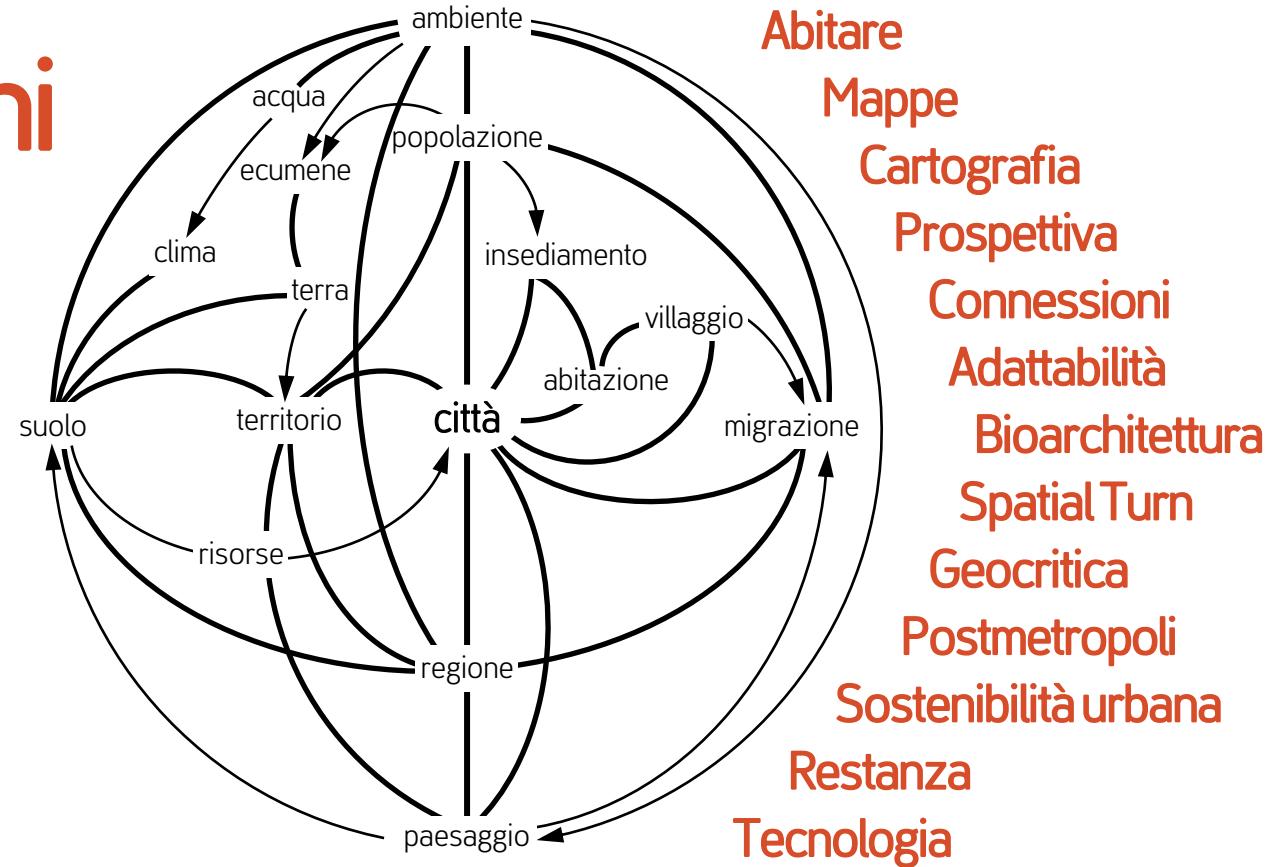 ni
ambiente
acqua
popolazione
ecumene
clima
insediamento
terra
villaggio
abitazione
suolo
territorio
città
migrazione
risorse
regione
paesaggio
Abitare
Mappe
Cartografia
Prospettiva
Connessioni
Adattabilità
Bioarchitettura
Spatial Turn
Geocritica
Postmetropoli
Sostenibilità urbana
Restanza
Tecnologia